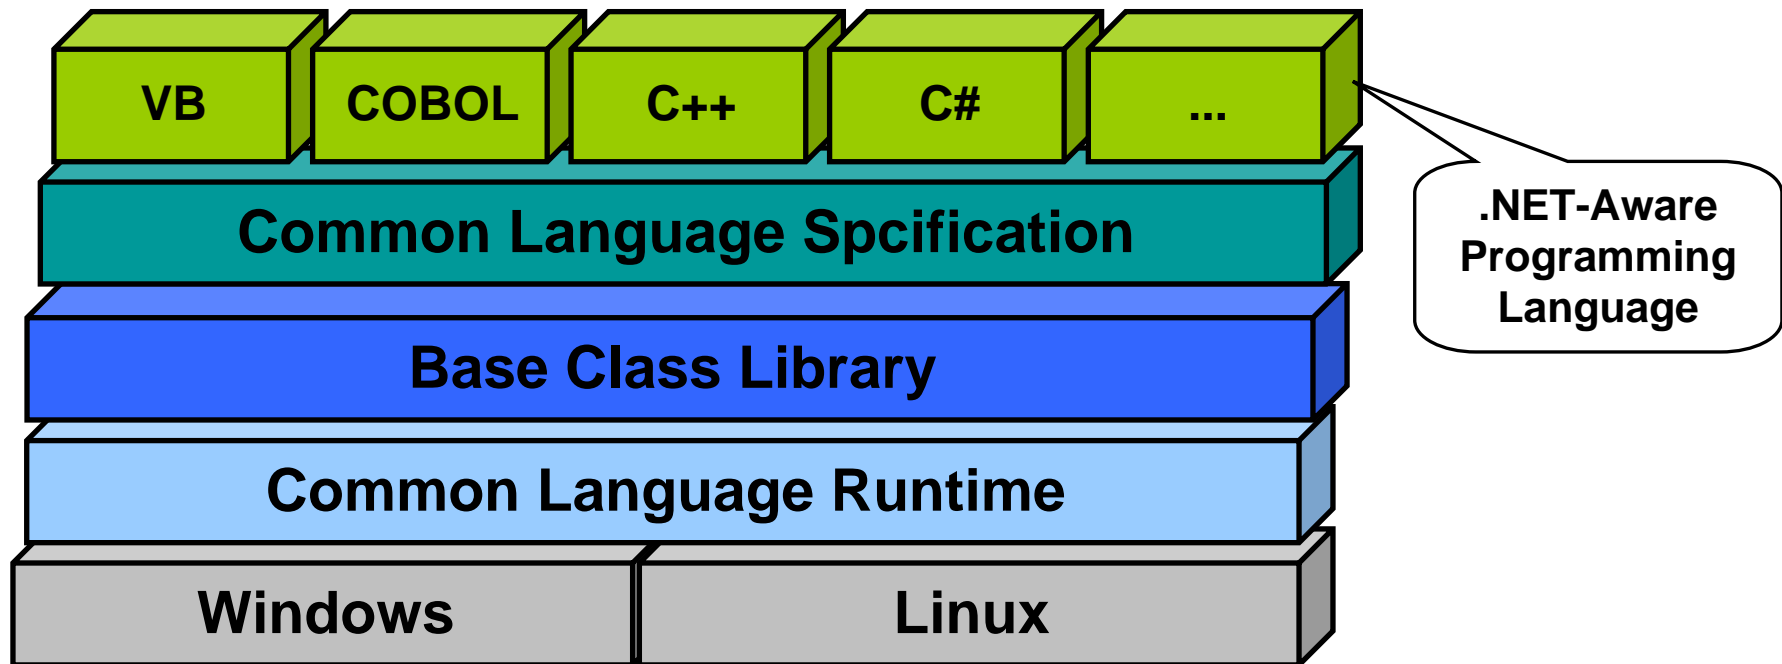 VB
COBOL
C++
C#
...
Common Language Spcification
.NET-Aware
Programming
Language
Base Class Library
Common Language Runtime
Windows
Linux